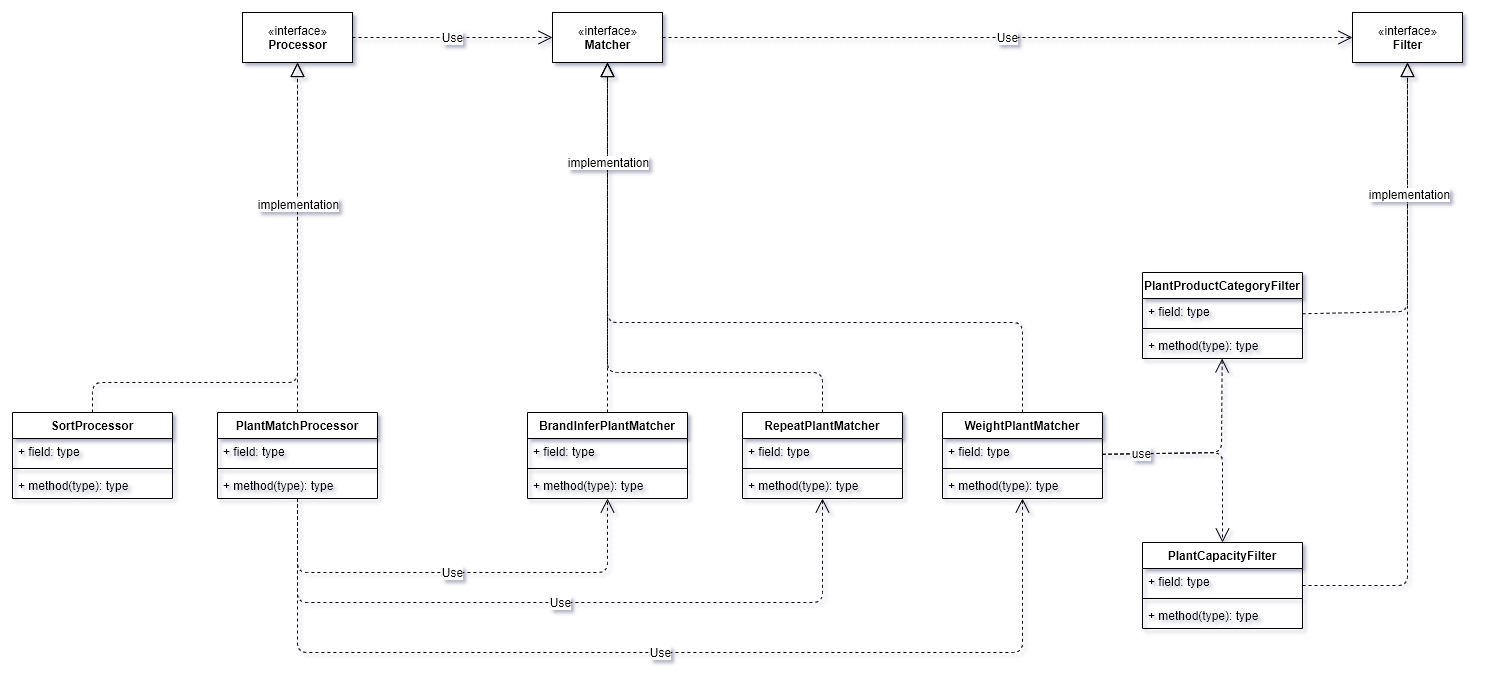 «interface»
Processor
Use
«interface»
Matcher
Use
«interface»
Filter
implementation
implementation
implementation
PlantProductCategoryFilter
+ field: type
+ method(type): type
SortProcessor
+ field: type
+ method(type): type
PlantMatchProcessor
+ field: type
+ method(type): type
BrandInferPlantMatcher
+ field: type
+ method(type): type
RepeatPlantMatcher
+ field: type
+ method(type): type
WeightPlantMatcher
+ field: type
+ method(type): type
use
PlantCapacityFilter
+ field: type
+ method(type): type
Use
Use
Use